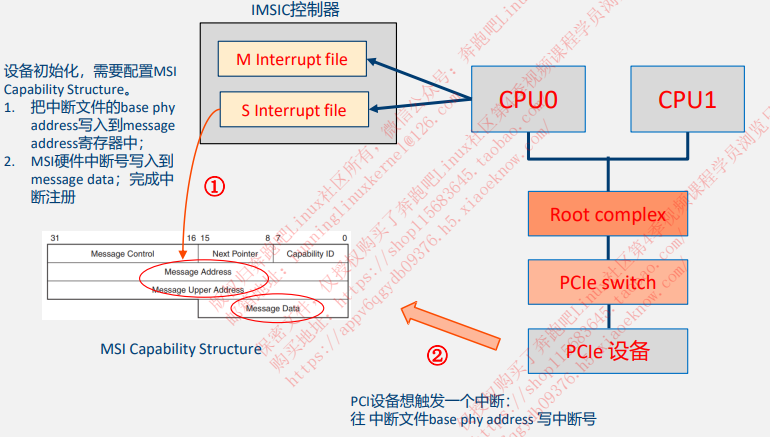 IMSIC控制器
M Interrupt file
S Interrupt file
CPU0
CPU1
设备初始化，需要配置MSI
Capability Structure。
1. 把中断文件的base phy
address写入到message
address寄存器中；
2. MSI硬件中断号写入到
message data；完成中
断注册
①
Root complex
PCIe switch
PCIe 设备
31 16 15 8 7 0
Message Control Next Pointer Capability ID
Message Address
Message Upper Address
Message Data
MSI Capability Structure
②
PCI设备想触发一个中断：
往 中断文件base phy address 写中断号